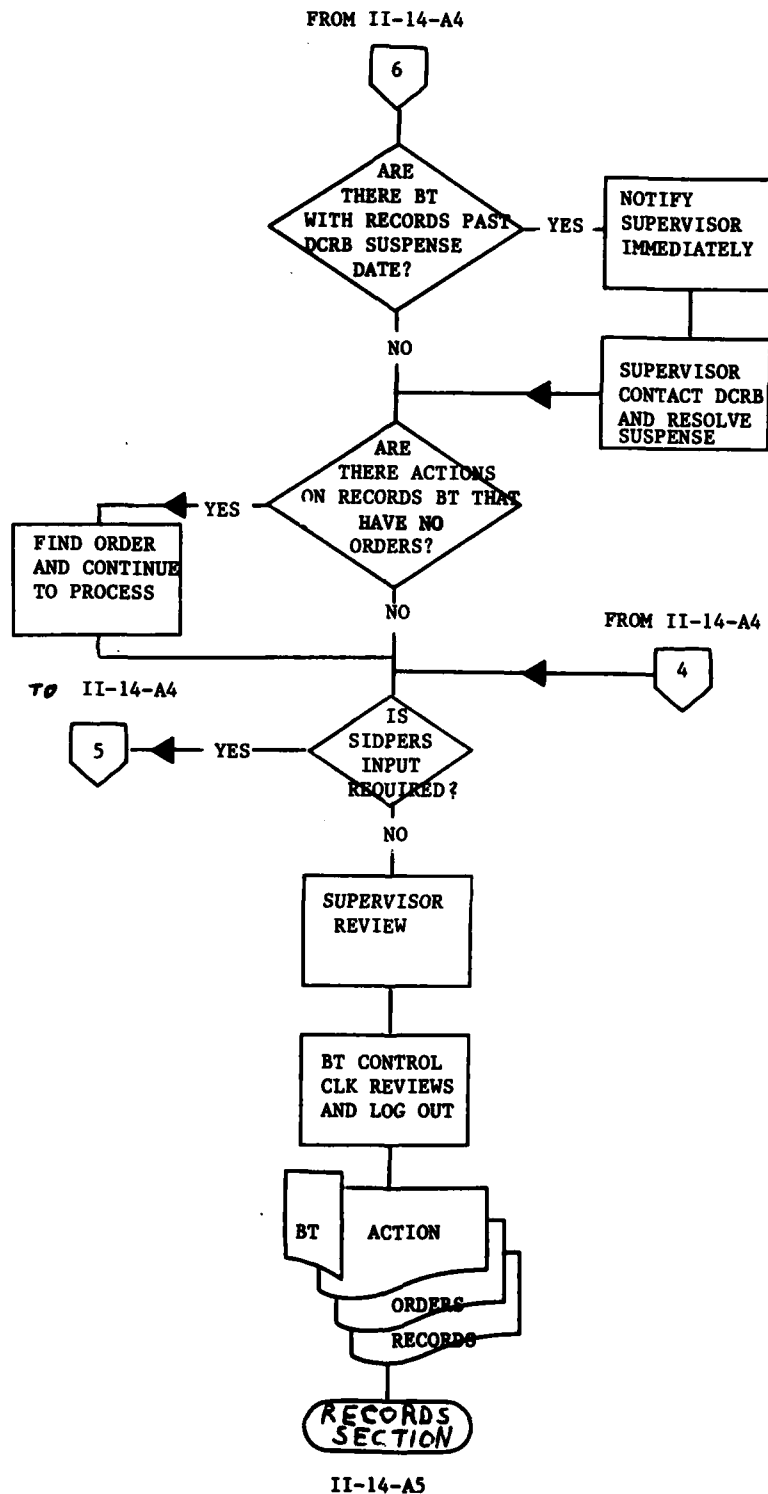 FROM II-14-A4
6
ARE
THERE BT
WITH RECORDS PAST
DCRB SUSPENSE
DATE?
YES
NOTIFY
SUPERVISOR
IMMEDIATELY
NO
SUPERVISOR
CONTACT DCRB
AND RESOLVE
SUSPENSE
ARE
THERE ACTIONS
ON RECORDS BT THAT
HAVE NO
ORDERS?
YES
FIND ORDER
AND CONTINUE
TO PROCESS
NO
FROM II-14-A4
4
TO II-14-A4
5
YES
IS
SIDPERS
INPUT
REQUIRED?
NO
SUPERVISOR
REVIEW
BT CONTROL
CLK REVIEWS
AND LOG OUT
BT
ACTION
ORDERS
RECORDS
RECORDS
SECTION
II-14-A5